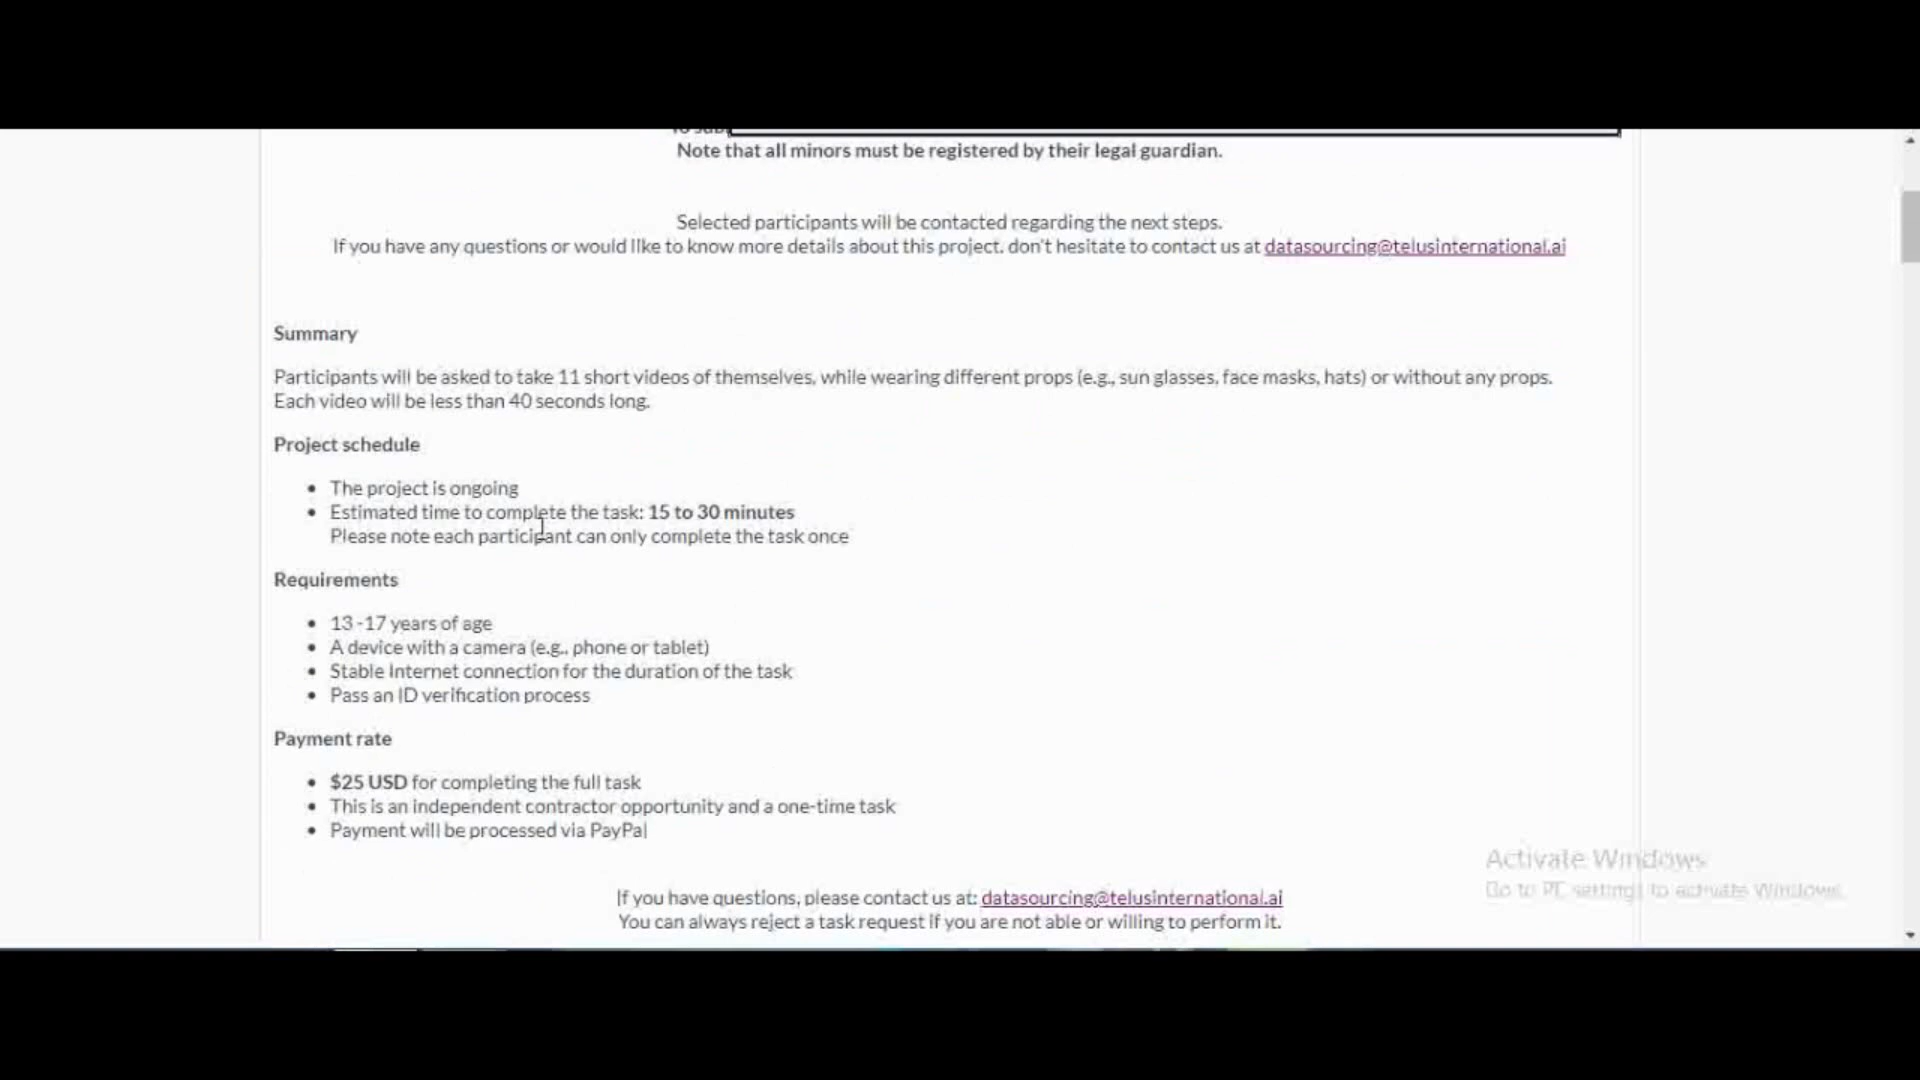 Note that all minors must be registered by their legal guardian.
Selected participants will be contacted regarding the next steps.
If you have any questions or would like to know more details about this project. don't hesitate to contact us at datasourcing@telusinternational.ai
Summary
Participants will be asked to take 11 short videos of themselves, while wearing different props (e.g., sun glasses, face masks, hats) or without any props.
Each video will be less than 40 seconds long.
Project schedule
• The project is ongoing
• Estimated time to complete the task: 15 to 30 minutes
Please note each participant can only complete the task once
Requirements
• 13 -17 years of age
• A device with a camera (e.g., phone or tablet)
• Stable Internet connection for the duration of the task
• Pass an ID verification process
Payment rate
• $25 USD for completing the full task
• This is an independent contractor opportunity and a one-time task
• Payment will be processed via PayPal
Activate Windows
Go to PC settings to activate Windows.
If you have questions, please contact us at: datasourcing@telusinternational.ai
You can always reject a task request if you are not able or willing to perform it.